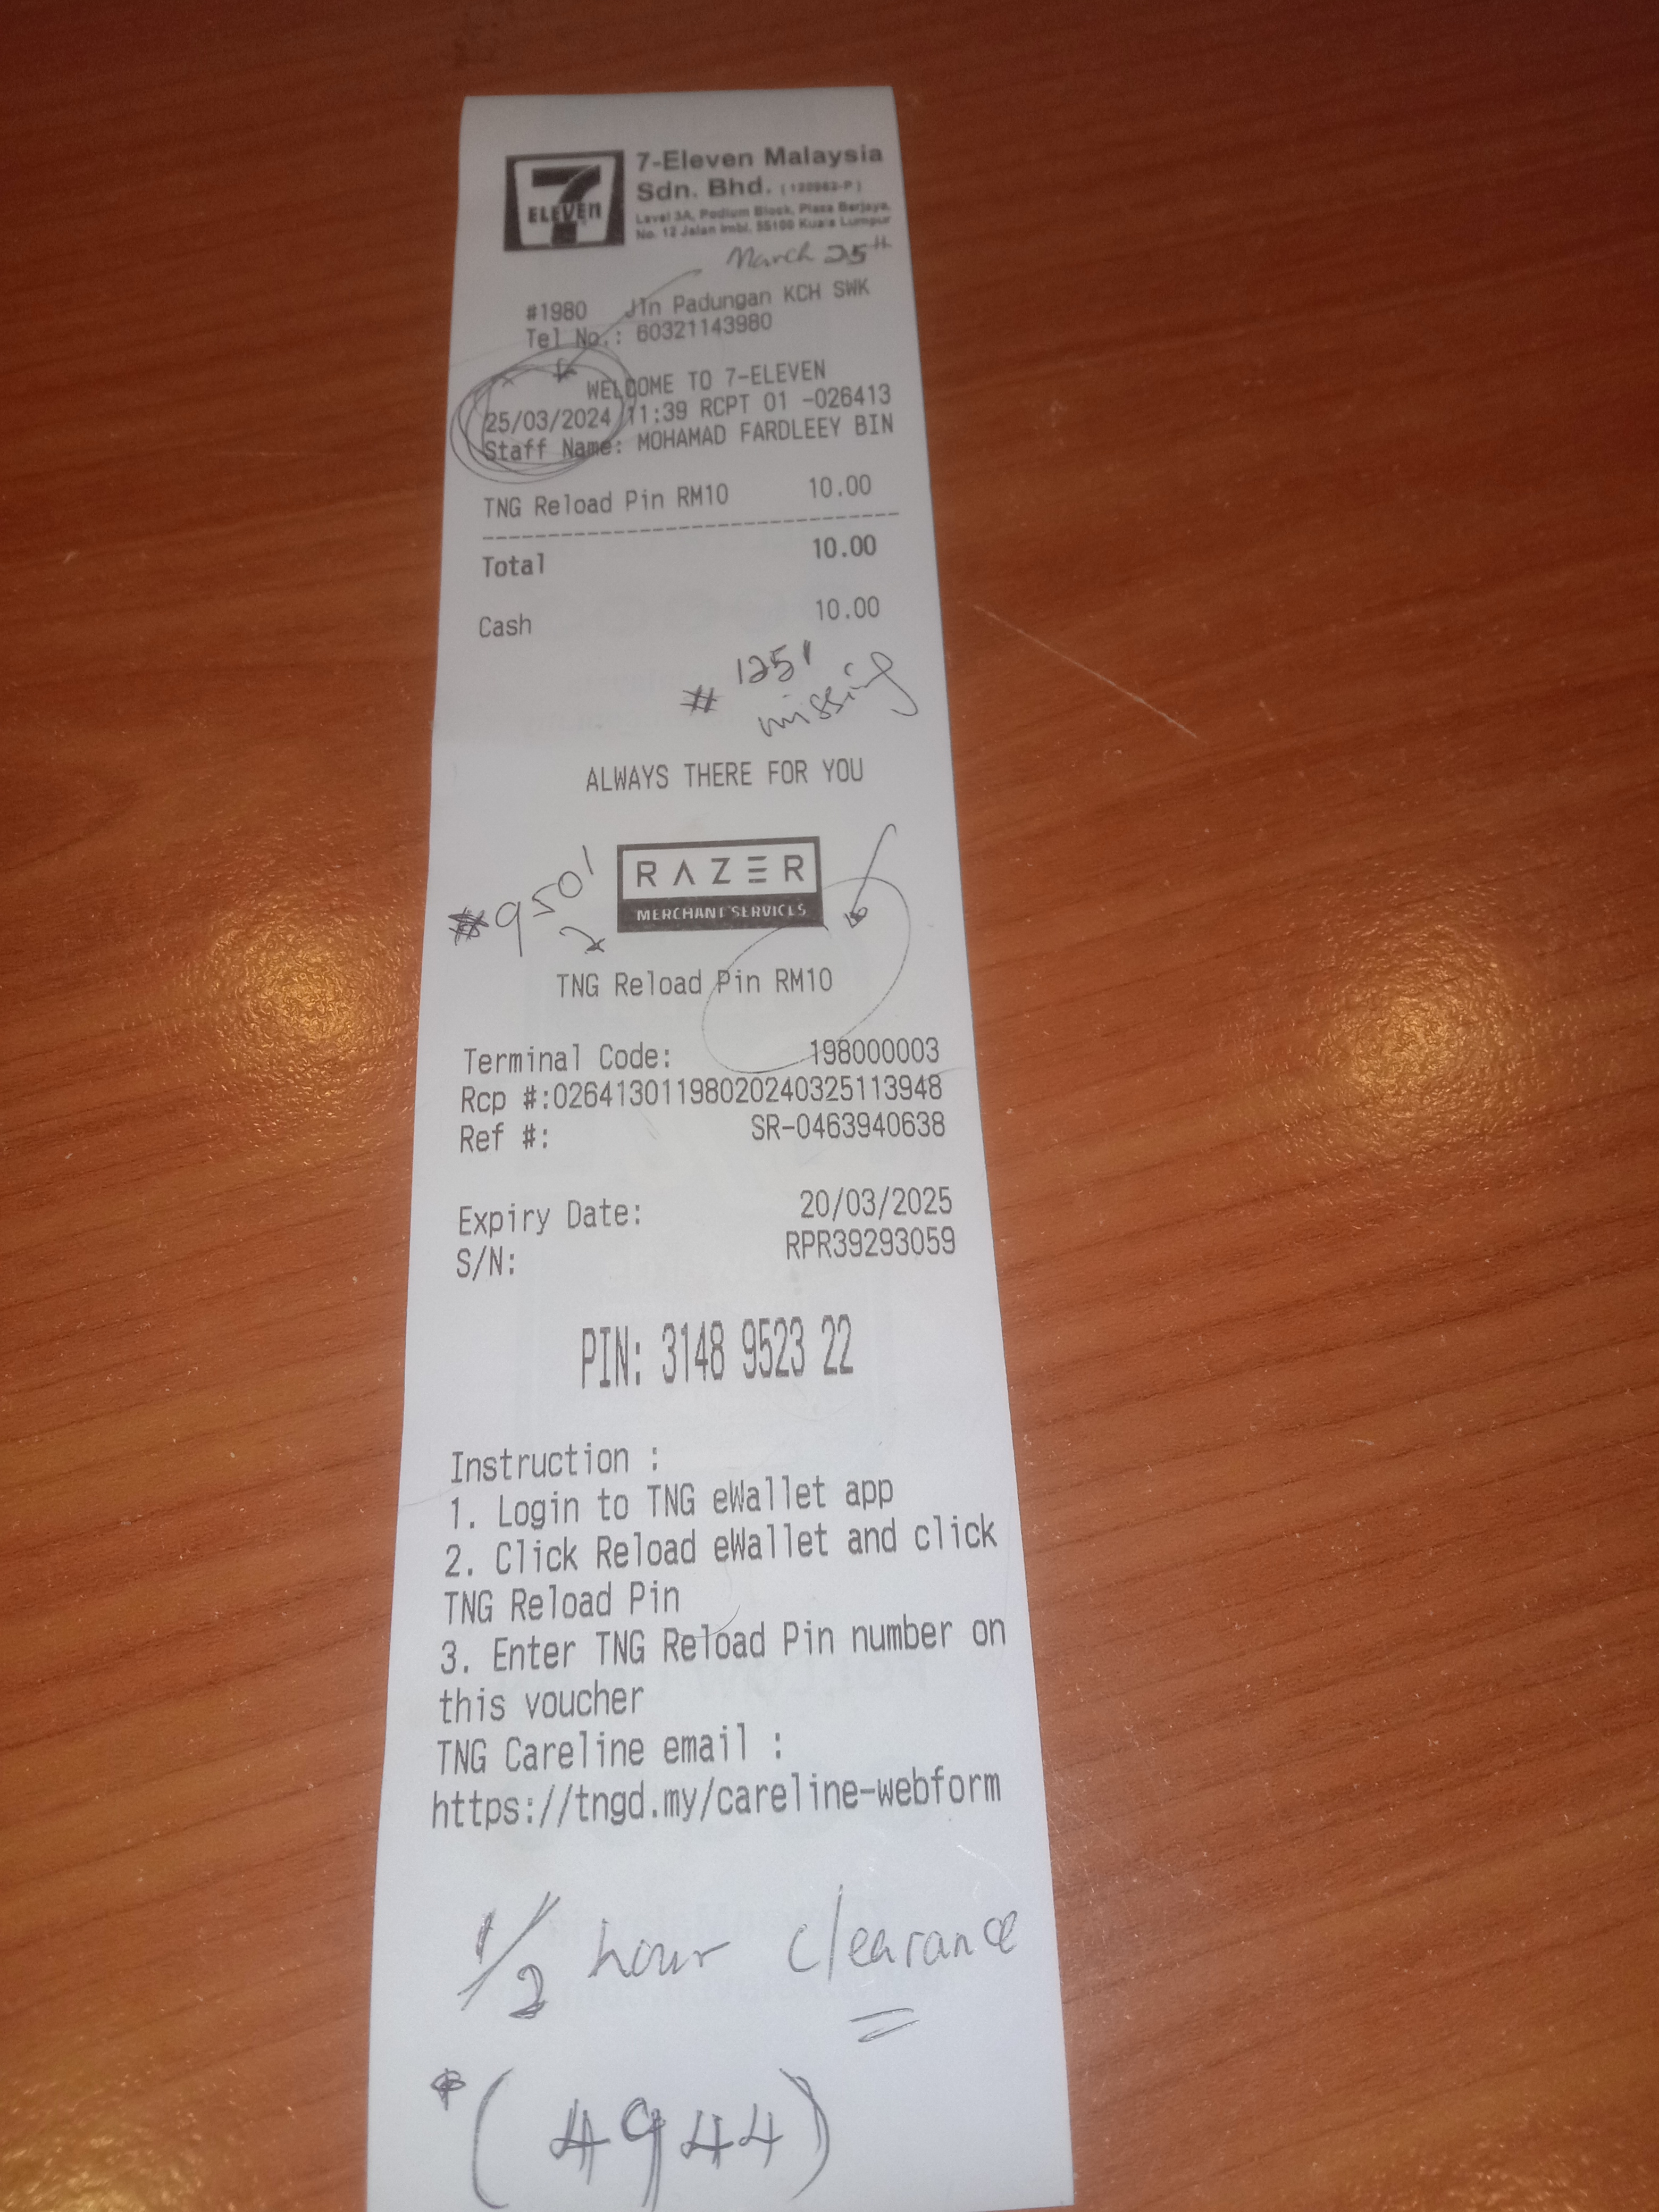 7
ELEVEn
7-Eleven Malaysia
Sdn. Bhd. (120962-P)
Level 3A, Podium Block, Plaza Berjaya,
No. 12 Jalan Imbi, 55100 Kuala Lumpur
March 25th
#1980 Jln Padungan KCH SWK
Tel No.: 60321143980
WELCOME TO 7-ELEVEN
25/03/2024 11:39 RCPT 01 -026413
Staff Name: MOHAMAD FARDLEEY BIN
TNG Reload Pin RM10 10.00
Total 10.00
Cash 10.00
# 1251
missing
ALWAYS THERE FOR YOU
#9501
RAZER
MERCHANT SERVICES
TNG Reload Pin RM10
Terminal Code: 198000003
Rcp #:02641301198020240325113948
Ref #: SR-0463940638
Expiry Date: 20/03/2025
S/N: RPR39293059
PIN: 3148 9523 22
Instruction :
1. Login to TNG eWallet app
2. Click Reload eWallet and click
TNG Reload Pin
3. Enter TNG Reload Pin number on
this voucher
TNG Careline email :
https://tngd.my/careline-webform
1/2 hour clearance
(4944)